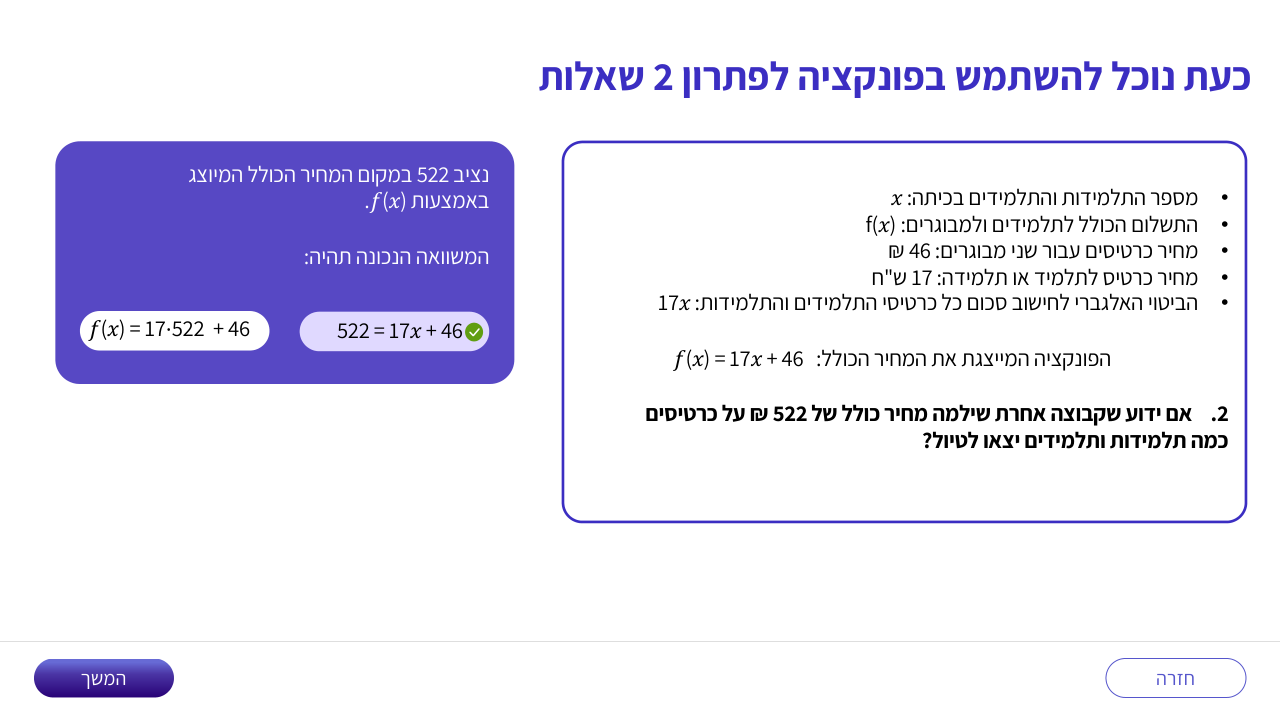 כעת נוכל להשתמש בפונקציה לפתרון 2 שאלות
• מספר התלמידות והתלמידים בכיתה: x
• התשלום הכולל לתלמידים ולמבוגרים: f(x)
• מחיר כרטיסים עבור שני מבוגרים: 46 ₪
• מחיר כרטיס לתלמיד או תלמידה: 17 ש"ח
• הביטוי האלגברי לחישוב סכום כל כרטיסי התלמידים והתלמידות: 17x
הפונקציה המייצגת את המחיר הכולל: f(x) = 17x + 46
2. אם ידוע שקבוצה אחרת שילמה מחיר כולל של 522 ₪ על כרטיסים
כמה תלמידות ותלמידים יצאו לטיול?
נציב 522 במקום המחיר הכולל המיוצג
באמצעות f(x).
המשוואה הנכונה תהיה:
522 = 17x + 46
f(x) = 17·522 + 46
חזרה
המשך